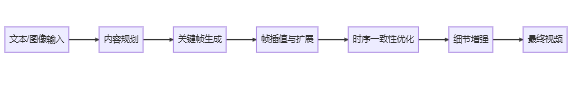 文本/图像输入
内容规划
关键帧生成
帧插值与扩展
时序一致性优化
细节增强
最终视频